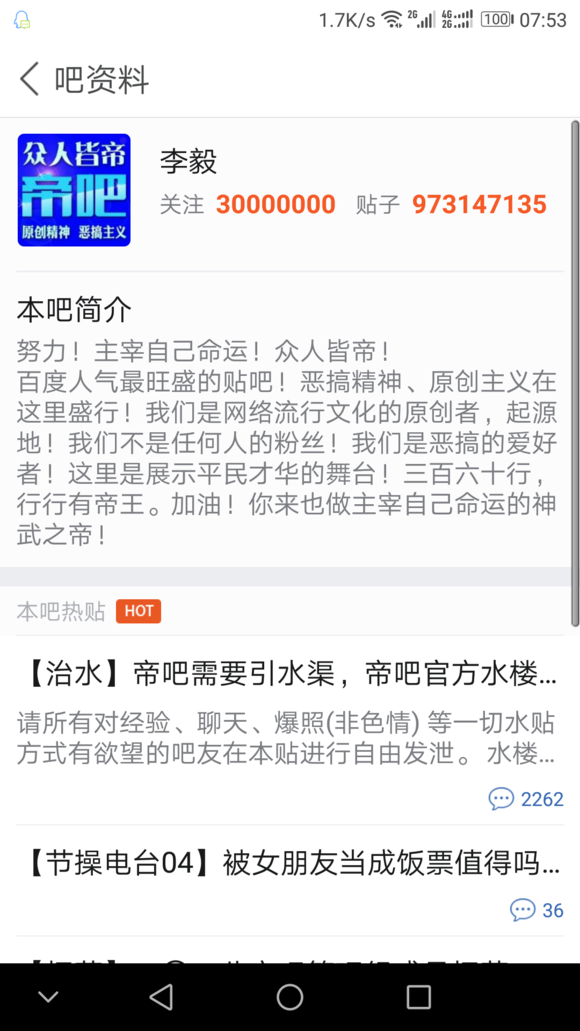 1.7K/s 2G 4G 2G 100 07:53
吧资料
众人皆帝
帝吧
原创精神 恶搞主义
李毅
关注 30000000 贴子 973147135
本吧简介
努力！主宰自己命运！众人皆帝！
百度人气最旺盛的贴吧！恶搞精神、原创主义在
这里盛行！我们是网络流行文化的原创者，起源
地！我们不是任何人的粉丝！我们是恶搞的爱好
者！这里是展示平民才华的舞台！三百六十行，
行行有帝王。加油！你来也做主宰自己命运的神
武之帝！
本吧热贴 HOT
【治水】帝吧需要引水渠，帝吧官方水楼...
请所有对经验、聊天、爆照(非色情) 等一切水贴
方式有欲望的吧友在本贴进行自由发泄。 水楼...
2262
【节操电台04】被女朋友当成饭票值得吗...
36